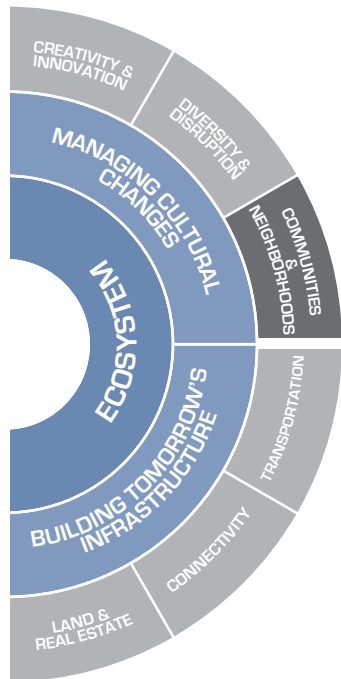 CREATIVITY &
INNOVATION
DIVERSITY &
DISRUPTION
MANAGING CULTURAL
CHANGES
COMMUNITIES
&
NEIGHBORHOODS
ECOSYSTEM
TRANSPORTATION
BUILDING TOMORROW'S
INFRASTRUCTURE
CONNECTIVITY
LAND &
REAL ESTATE